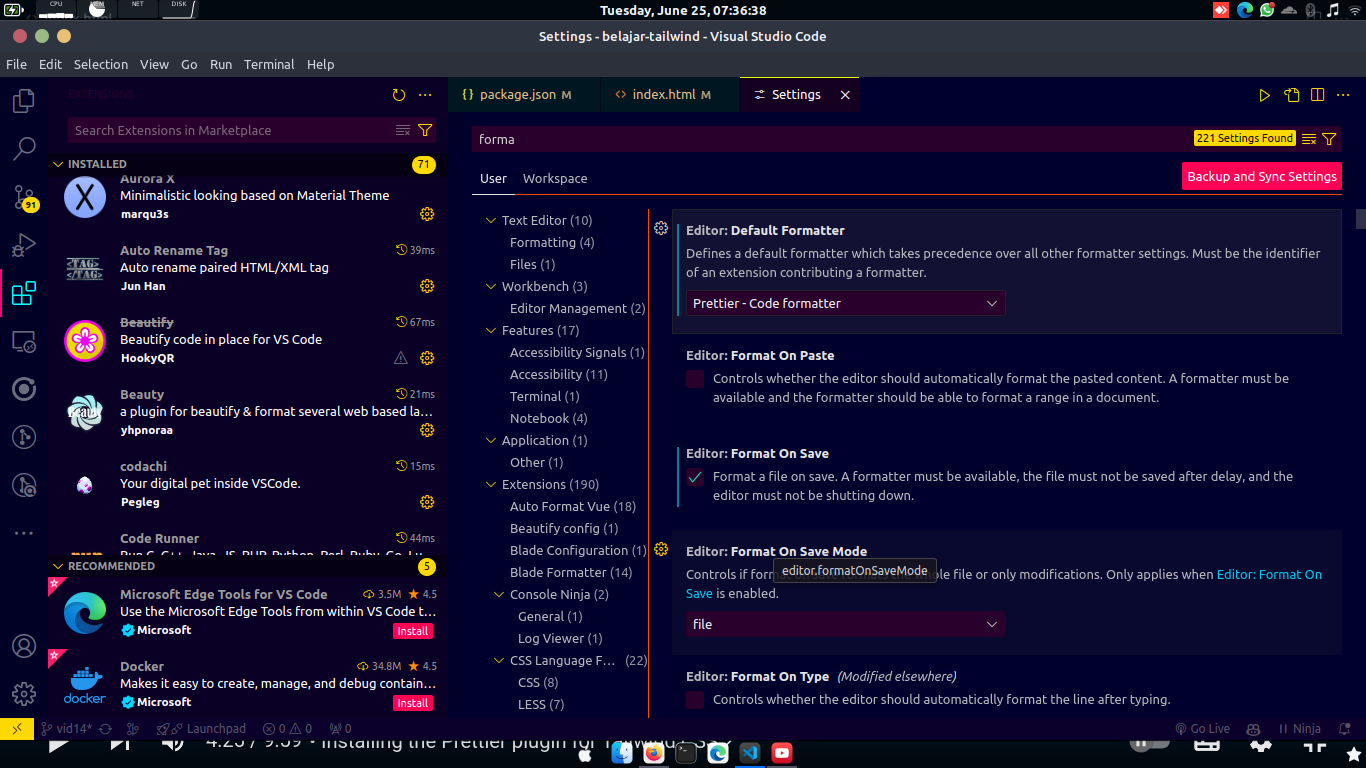 CPU
MEM
NET
DISK
Tuesday, June 25, 07:36:38
Settings - belajar-tailwind - Visual Studio Code
File Edit Selection View Go Run Terminal Help
EXTENSIONS
package.json M
index.html M
Settings
Search Extensions in Marketplace
forma
221 Settings Found
INSTALLED
71
User
Workspace
Backup and Sync Settings
Aurora X
Minimalistic looking based on Material Theme
marqu3s
Auto Rename Tag
39ms
Auto rename paired HTML/XML tag
Jun Han
<TAG>
</TAG>
Beautify
67ms
Beautify code in place for VS Code
HookyQR
Beauty
21ms
a plugin for beautify & format several web based la...
yhpnoraa
codachi
15ms
Your digital pet inside VSCode.
Pegleg
Code Runner
44ms
Run C, C++, Java, JS, PHP, Python, Perl, Ruby, Go, Lu...
RECOMMENDED
5
Microsoft Edge Tools for VS Code
3.5M
4.5
Use the Microsoft Edge Tools from within VS Code t...
Microsoft
Install
Docker
34.8M
4.5
Makes it easy to create, manage, and debug contain...
Microsoft
Install
docker
91
Text Editor (10)
Formatting (4)
Files (1)
Workbench (3)
Editor Management (2)
Features (17)
Accessibility Signals (1)
Accessibility (11)
Terminal (1)
Notebook (4)
Application (1)
Other (1)
Extensions (190)
Auto Format Vue (18)
Beautify config (1)
Blade Configuration (1)
Blade Formatter (14)
Console Ninja (2)
General (1)
Log Viewer (1)
CSS Language F... (22)
CSS (8)
LESS (7)
Editor: Default Formatter
Defines a default formatter which takes precedence over all other formatter settings. Must be the identifier
of an extension contributing a formatter.
Prettier - Code formatter
Editor: Format On Paste
Controls whether the editor should automatically format the pasted content. A formatter must be
available and the formatter should be able to format a range in a document.
Editor: Format On Save
Format a file on save. A formatter must be available, the file must not be saved after delay, and the
editor must not be shutting down.
Editor: Format On Save Mode
editor.formatOnSaveMode
Controls if for whole file or only modifications. Only applies when Editor: Format On
Save is enabled.
file
Editor: Format On Type (Modified elsewhere)
Controls whether the editor should automatically format the line after typing.
vid14*
Launchpad
0 0
0
Go Live
Ninja
4:25 / 9:59 • Installing the Prettier plugin for Tailwind CSS